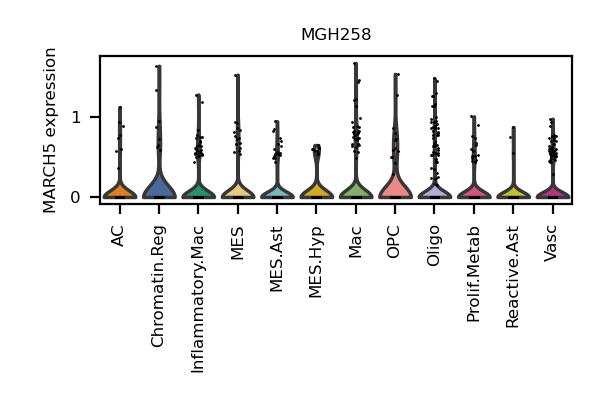 MGH258
MARCH5 expression
1
0
AC
Chromatin.Reg
Inflammatory.Mac
MES
MES.Ast
MES.Hyp
Mac
OPC
Oligo
Prolif.Metab
Reactive.Ast
Vasc